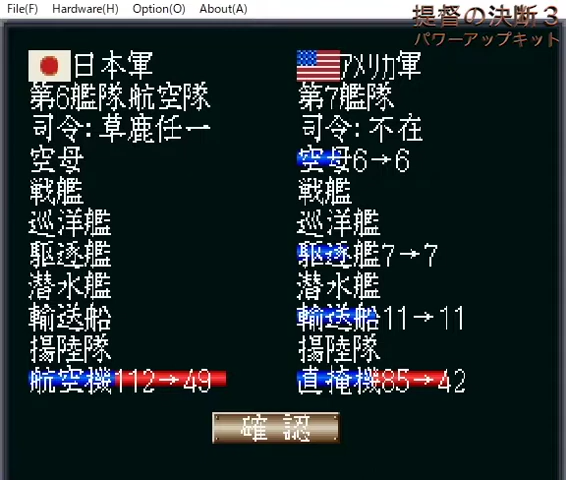 File(F) Hardware(H) Option(O) About(A)
提督の決断3
パワーアップキット
日本軍
第6艦隊航空隊
司令:草鹿任一
空母
戦艦
巡洋艦
駆逐艦
潜水艦
輸送船
揚陸隊
航空機112→49
アメリカ軍
第7艦隊
司令:不在
空母6→6
戦艦
巡洋艦
駆逐艦7→7
潜水艦
輸送船11→11
揚陸隊
直掩機85→42
確認